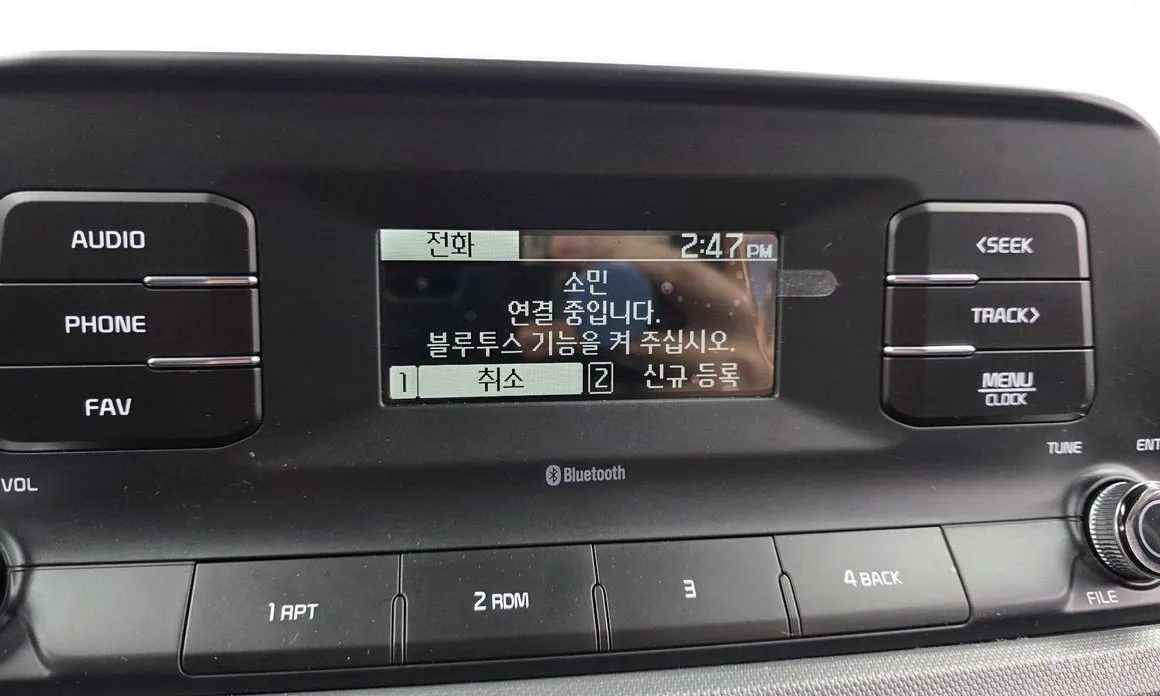 AUDIO
PHONE
FAV
VOL
전화 2:47 PM
소민
연결 중입니다.
블루투스 기능을 켜 주십시오.
1 취소 2 신규 등록
Bluetooth
<SEEK
TRACK>
MENU
CLOCK
TUNE
ENT
FILE
1 RPT
2 RDM
3
4 BACK